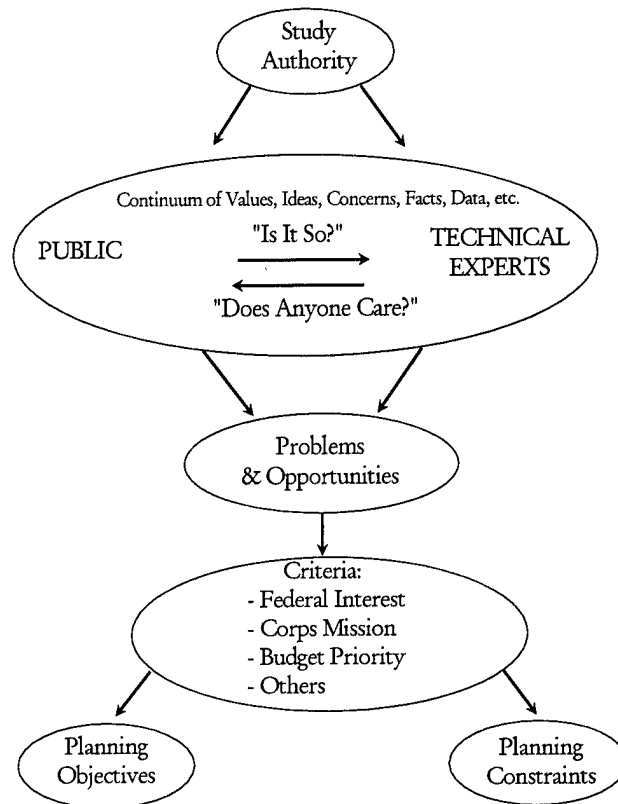 Study
Authority
Continuum of Values, Ideas, Concerns, Facts, Data, etc.
"Is It So?"
PUBLIC
TECHNICAL
EXPERTS
"Does Anyone Care?"
Problems
& Opportunities
Criteria:
- Federal Interest
- Corps Mission
- Budget Priority
- Others
Planning
Objectives
Planning
Constraints